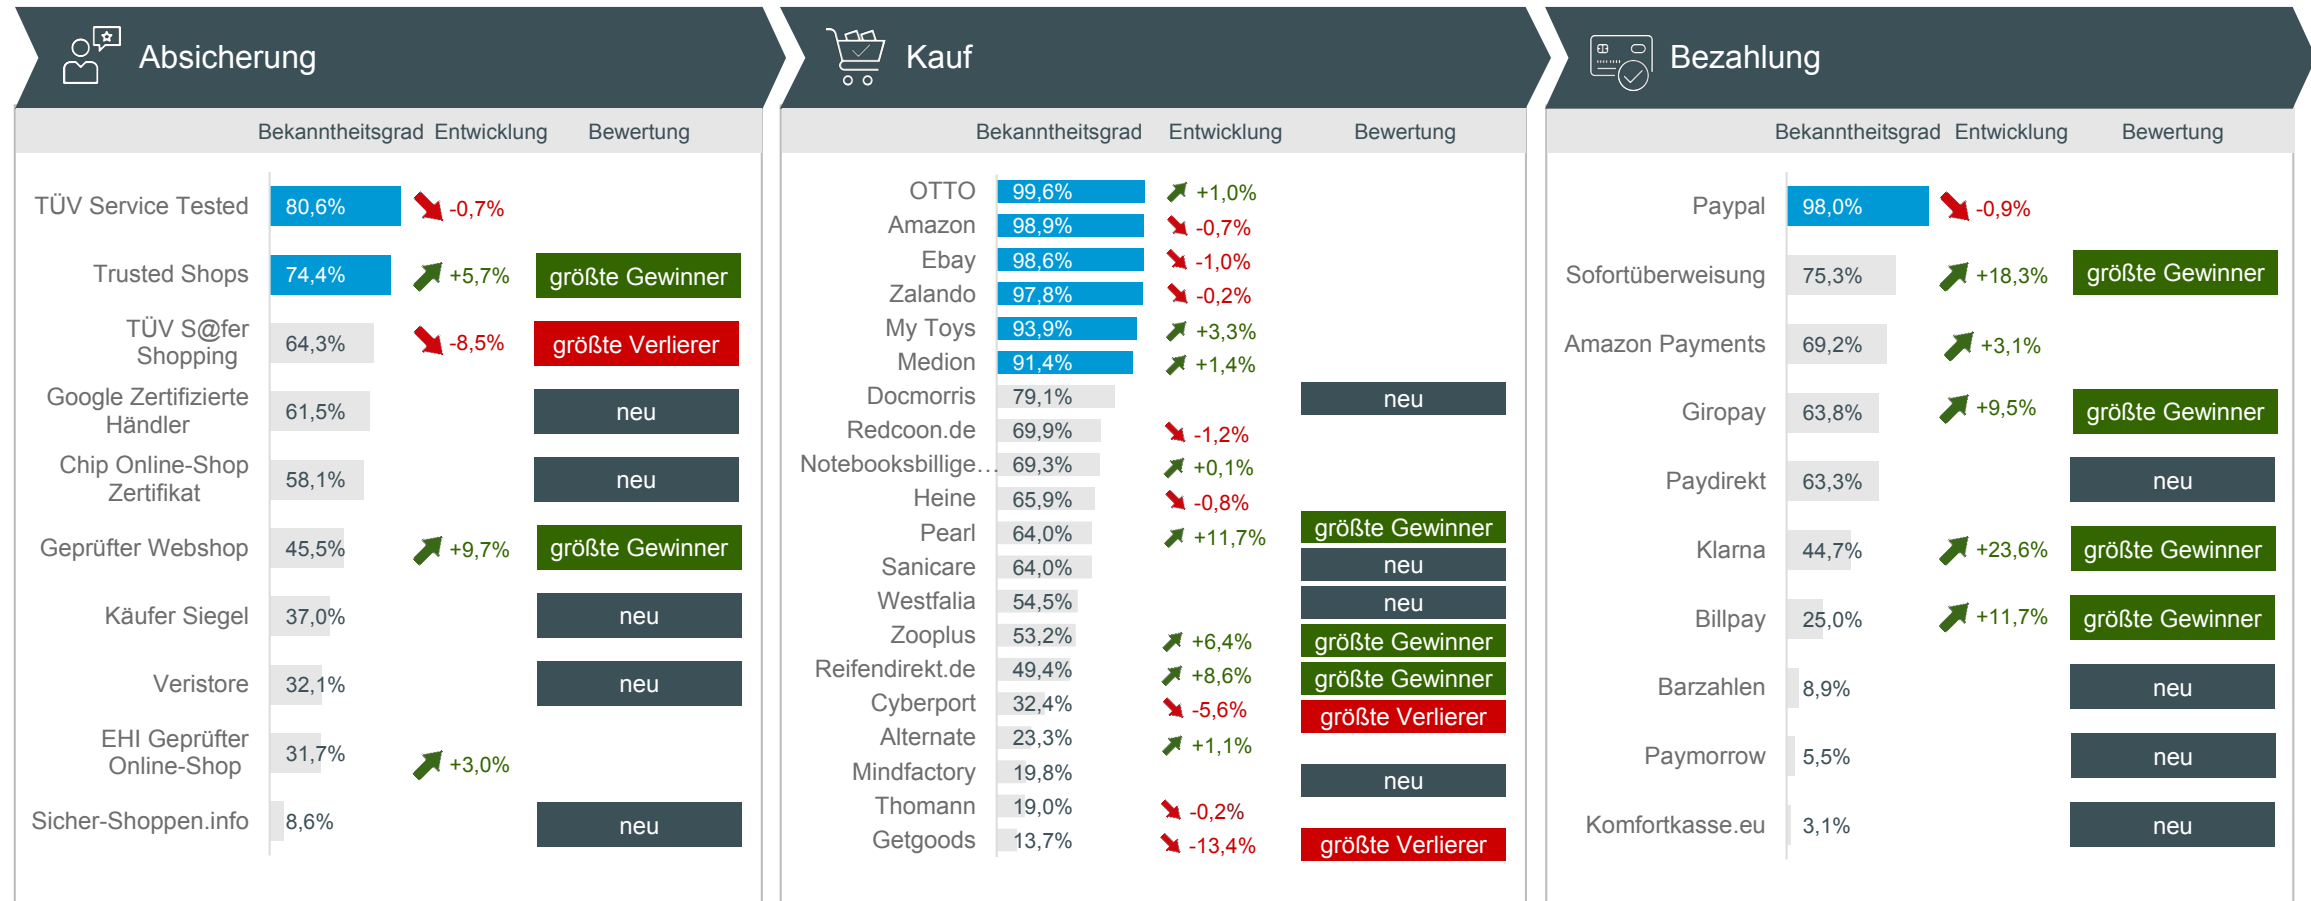 Absicherung
Bekanntheitsgrad Entwicklung Bewertung
TÜV Service Tested 80,6% -0,7%
Trusted Shops 74,4% +5,7% größte Gewinner
TÜV S@fer
Shopping 64,3% -8,5% größte Verlierer
Google Zertifizierte
Händler 61,5% neu
Chip Online-Shop
Zertifikat 58,1% neu
Geprüfter Webshop 45,5% +9,7% größte Gewinner
Käufer Siegel 37,0% neu
Veristore 32,1% neu
EHI Geprüfter
Online-Shop 31,7% +3,0%
Sicher-Shoppen.info 8,6% neu
Kauf
Bekanntheitsgrad Entwicklung Bewertung
OTTO 99,6% +1,0%
Amazon 98,9% -0,7%
Ebay 98,6% -1,0%
Zalando 97,8% -0,2%
My Toys 93,9% +3,3%
Medion 91,4% +1,4%
Docmorris 79,1% neu
Redcoon.de 69,9% -1,2%
Notebooksbillige… 69,3% +0,1%
Heine 65,9% -0,8%
Pearl 64,0% +11,7% größte Gewinner
Sanicare 64,0% neu
Westfalia 54,5% neu
Zooplus 53,2% +6,4% größte Gewinner
Reifendirekt.de 49,4% +8,6% größte Gewinner
Cyberport 32,4% -5,6% größte Verlierer
Alternate 23,3% +1,1%
Mindfactory 19,8% neu
Thomann 19,0% -0,2%
Getgoods 13,7% -13,4% größte Verlierer
Bezahlung
Bekanntheitsgrad Entwicklung Bewertung
Paypal 98,0% -0,9%
Sofortüberweisung 75,3% +18,3% größte Gewinner
Amazon Payments 69,2% +3,1%
Giropay 63,8% +9,5% größte Gewinner
Paydirekt 63,3% neu
Klarna 44,7% +23,6% größte Gewinner
Billpay 25,0% +11,7% größte Gewinner
Barzahlen 8,9% neu
Paymorrow 5,5% neu
Komfortkasse.eu 3,1% neu